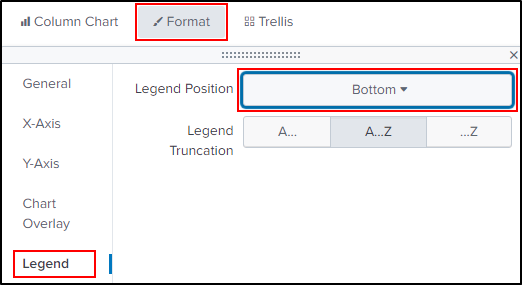 Column Chart Format Trellis
General
X-Axis
Y-Axis
Chart
Overlay
Legend
Legend Position Bottom
Legend
Truncation
A... A...Z ...Z